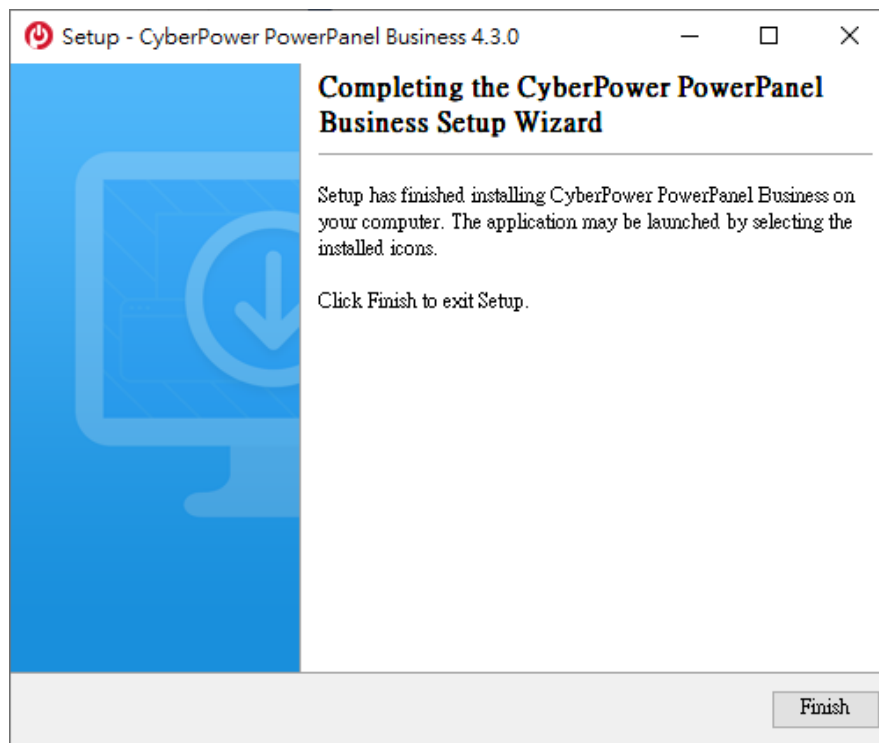 Setup - CyberPower PowerPanel Business 4.3.0
Completing the CyberPower PowerPanel
Business Setup Wizard
Setup has finished installing CyberPower PowerPanel Business on
your computer. The application may be launched by selecting the
installed icons.
Click Finish to exit Setup.
Finish